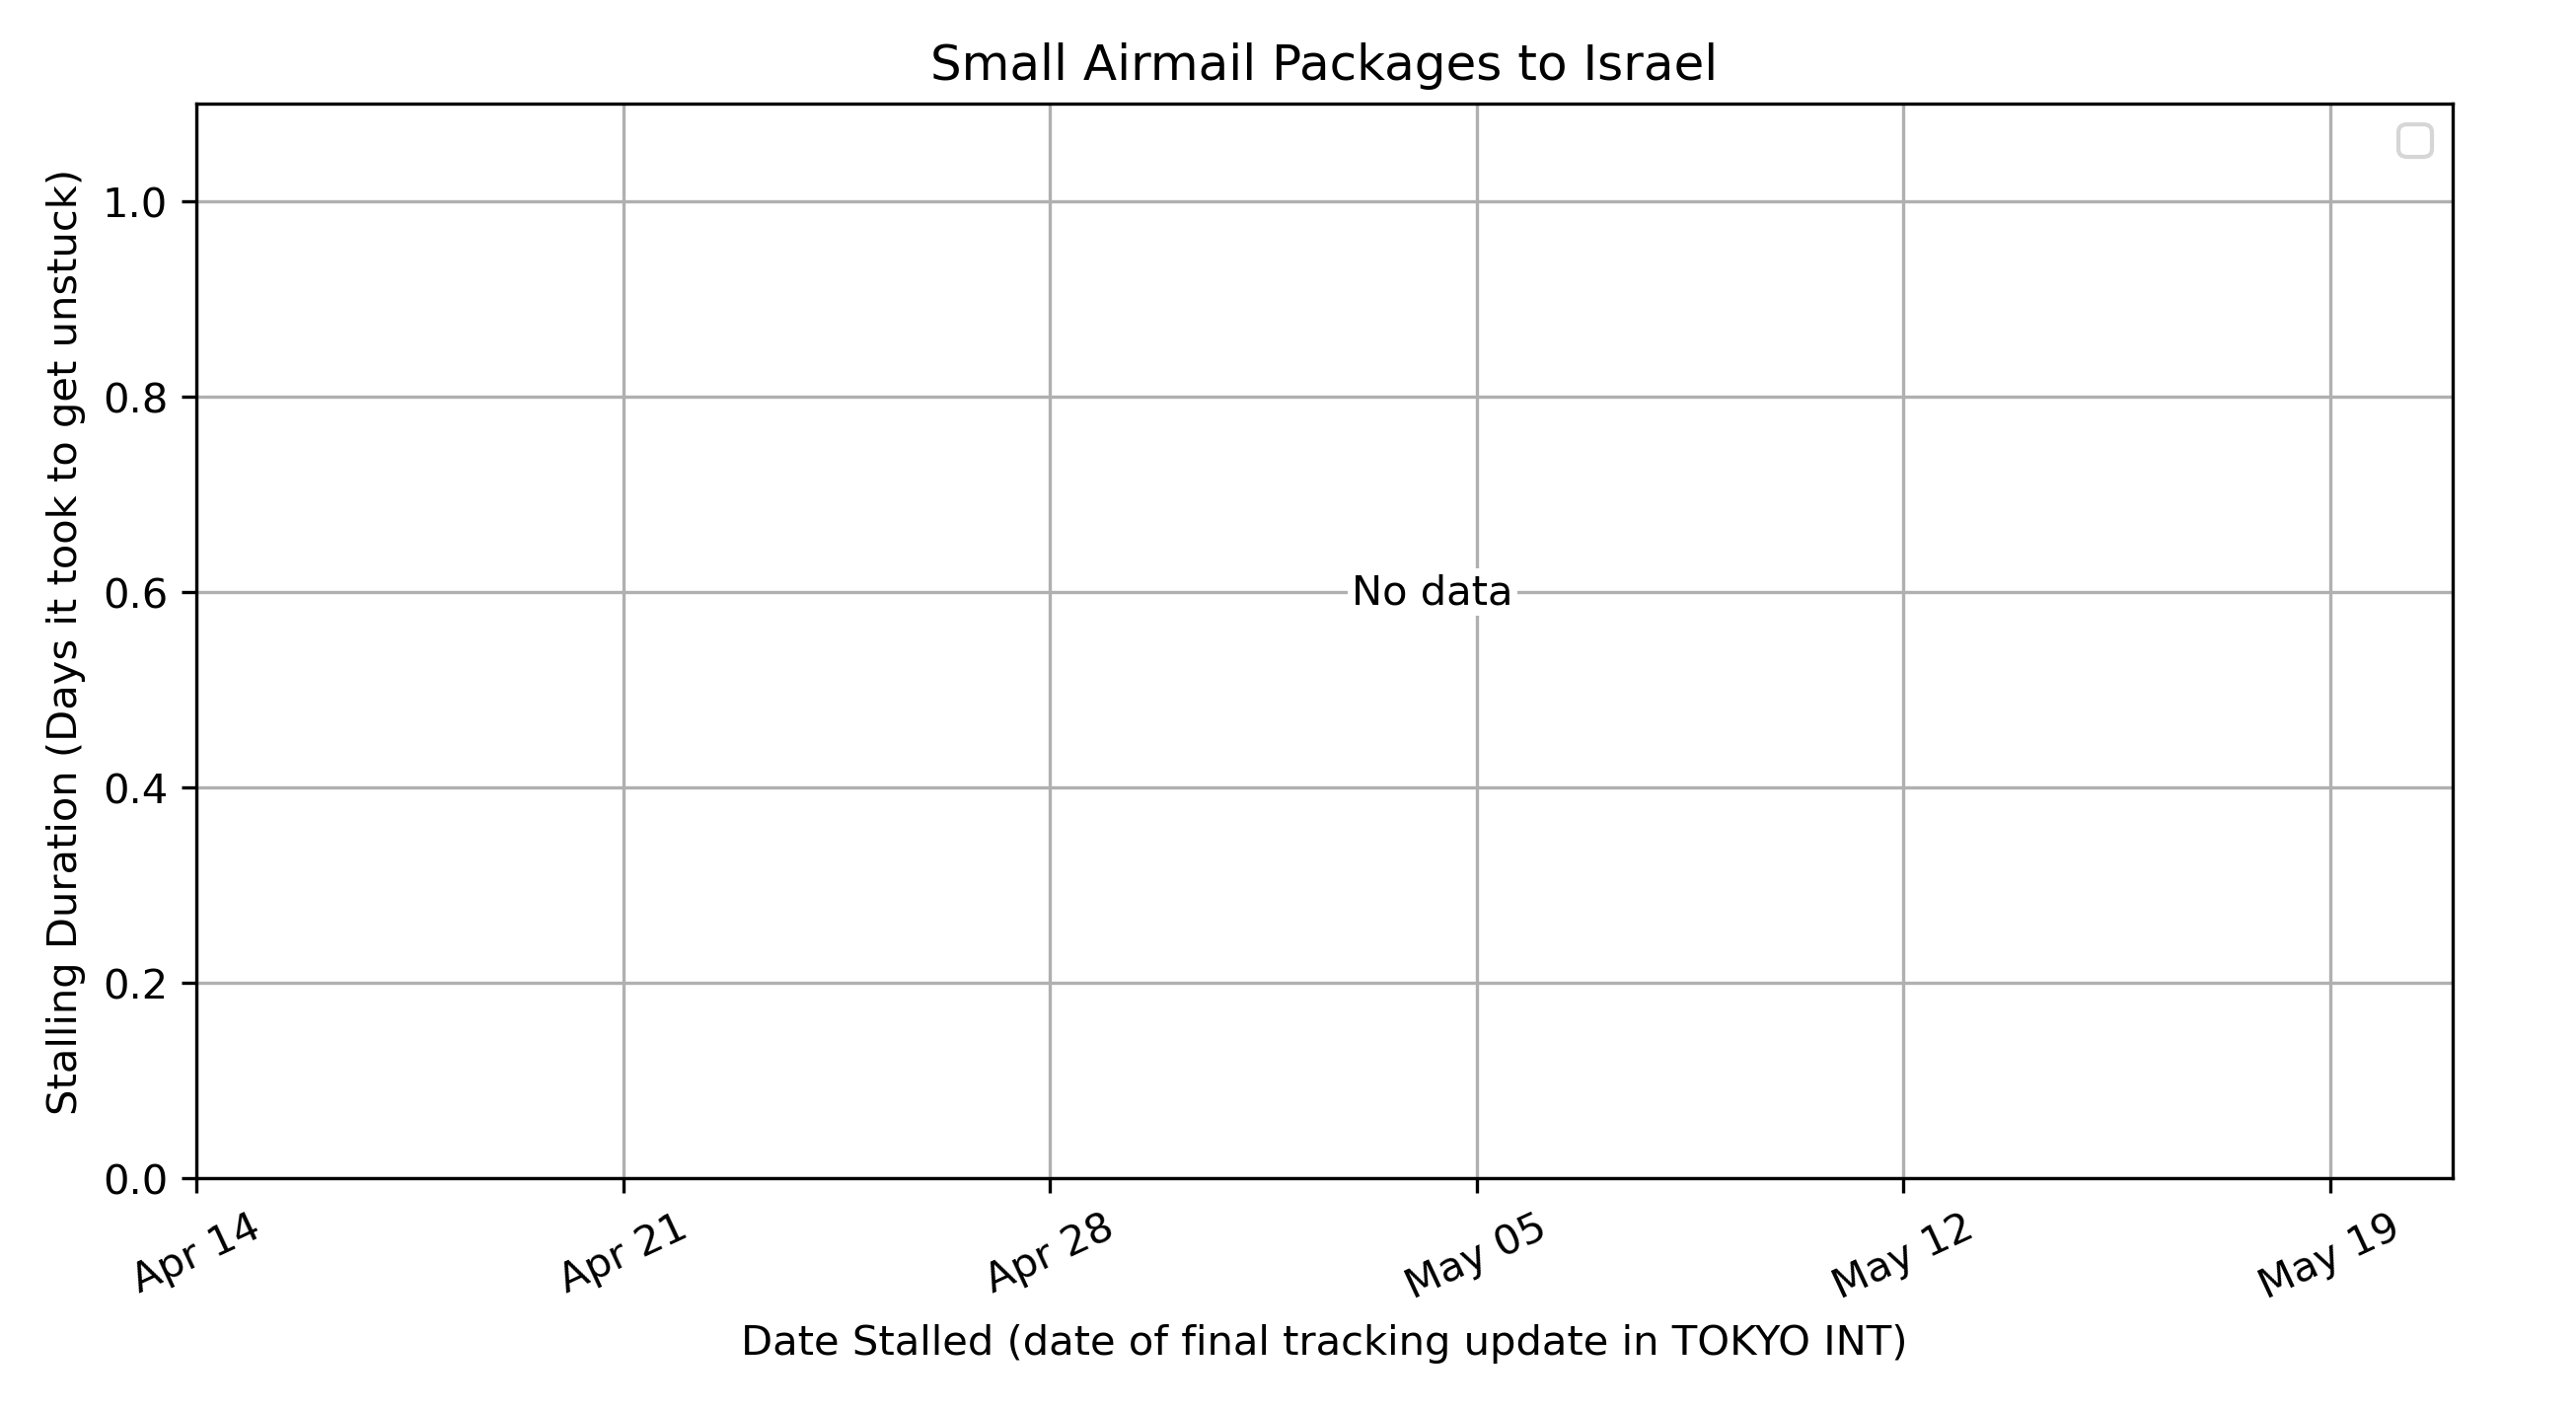 Small Airmail Packages to Israel
Stalling Duration (Days it took to get unstuck)
1.0
0.8
0.6
0.4
0.2
0.0
No data
Apr 14
Apr 21
Apr 28
May 05
May 12
May 19
Date Stalled (date of final tracking update in TOKYO INT)